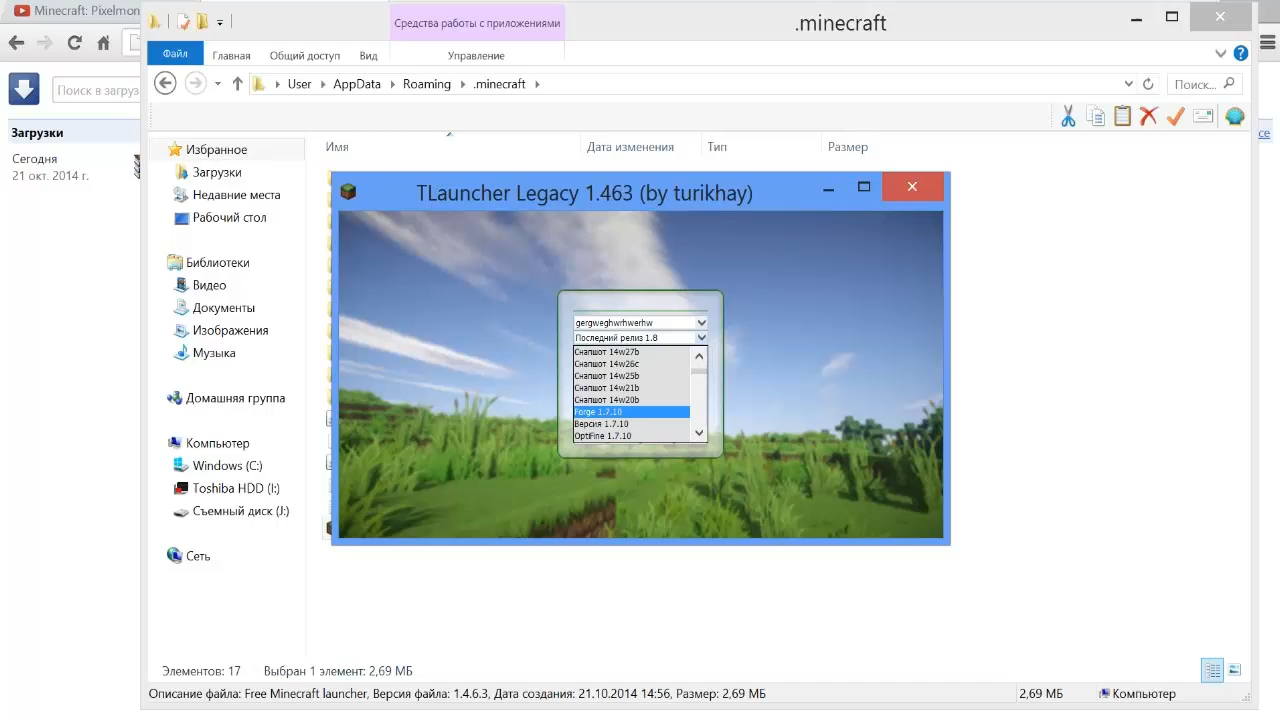 Minecraft: Pixelmon
Средства работы с приложениями
.minecraft
Файл
Главная
Общий доступ
Вид
Управление
User
AppData
Roaming
.minecraft
Поиск...
Поиск в загруз
Загрузки
Сегодня
21 окт. 2014 г.
се
Имя
Дата изменения
Тип
Размер
Избранное
Загрузки
Недавние места
Рабочий стол
Библиотеки
Видео
Документы
Изображения
Музыка
Домашняя группа
Компьютер
Windows (C:)
Toshiba HDD (I:)
Съемный диск (J:)
Сеть
TLauncher Legacy 1.463 (by turikhay)
gergweghwrhwerhw
Последний релиз 1.8
Снапшот 14w27b
Снапшот 14w26c
Снапшот 14w25b
Снапшот 14w21b
Снапшот 14w20b
Forge 1.7.10
Версия 1.7.10
OptiFine 1.7.10
Элементов: 17
Выбран 1 элемент: 2,69 МБ
Описание файла: Free Minecraft launcher, Версия файла: 1.4.6.3, Дата создания: 21.10.2014 14:56, Размер: 2,69 МБ
2,69 МБ
Компьютер